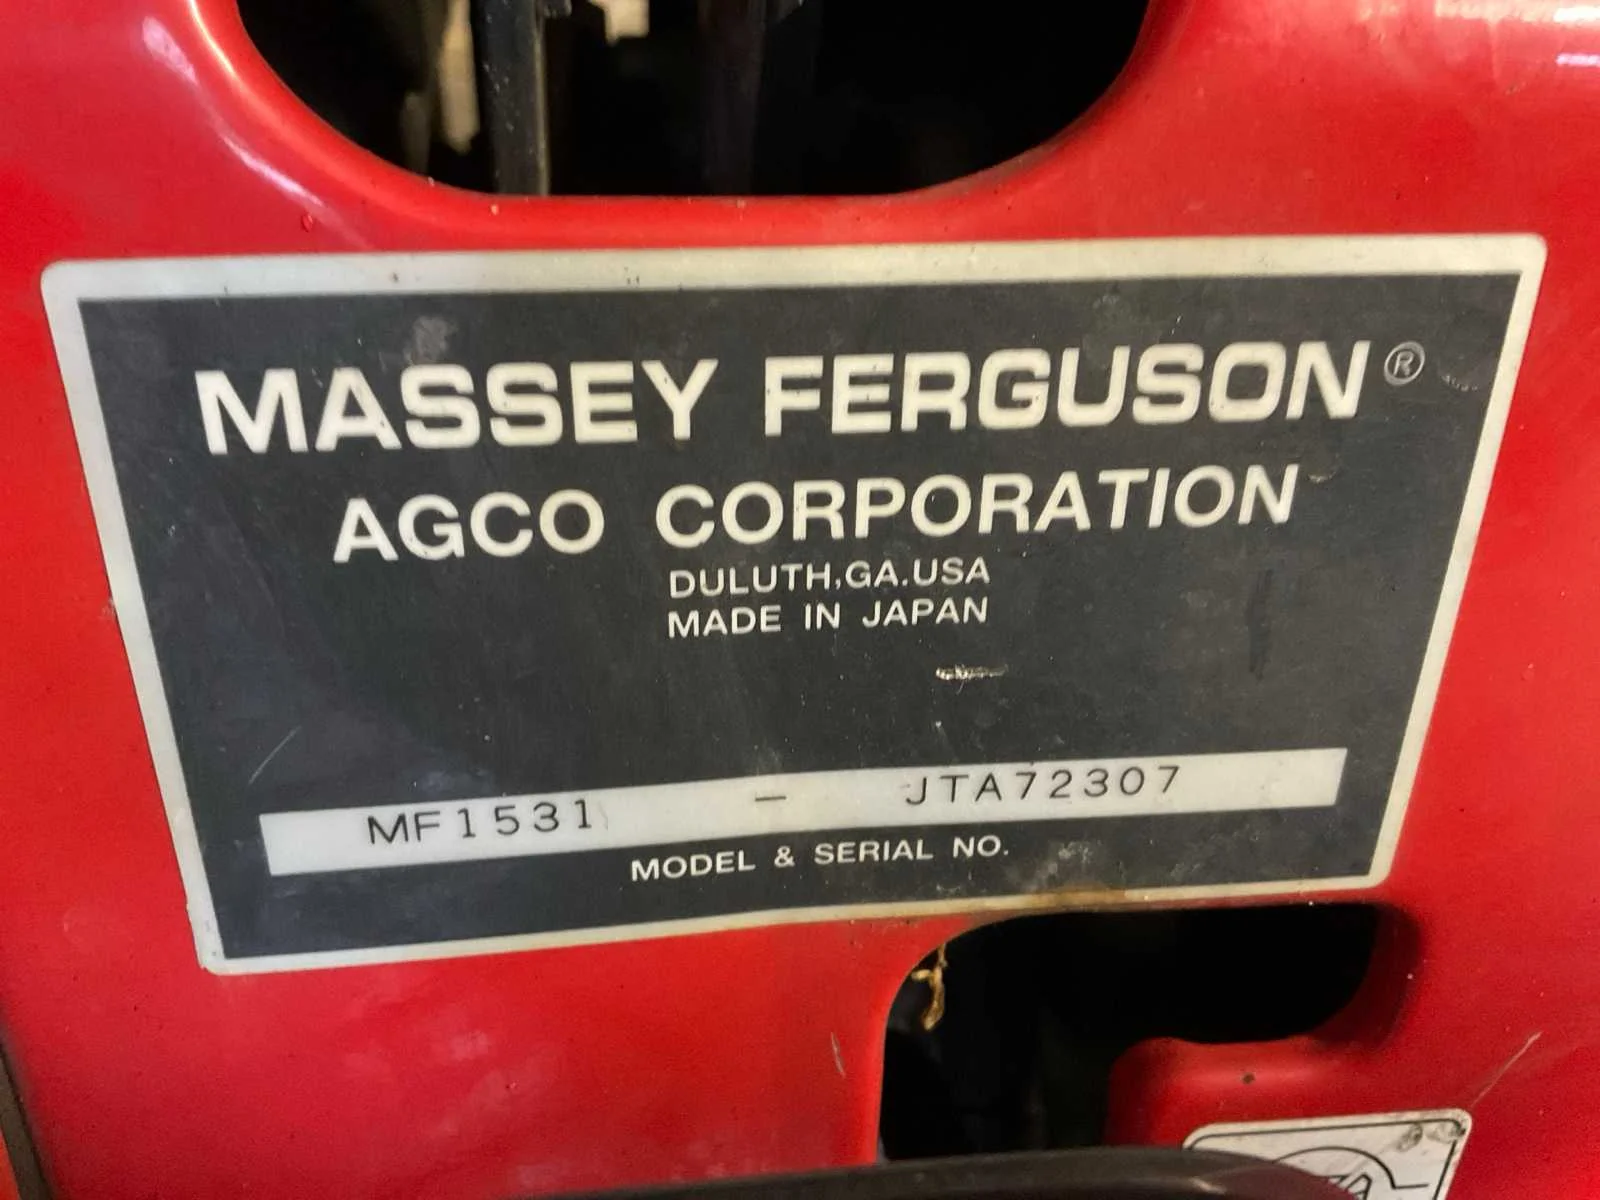 MASSEY FERGUSON®
AGCO CORPORATION
DULUTH,GA.USA
MADE IN JAPAN
MF1531 - JTA72307
MODEL & SERIAL NO.